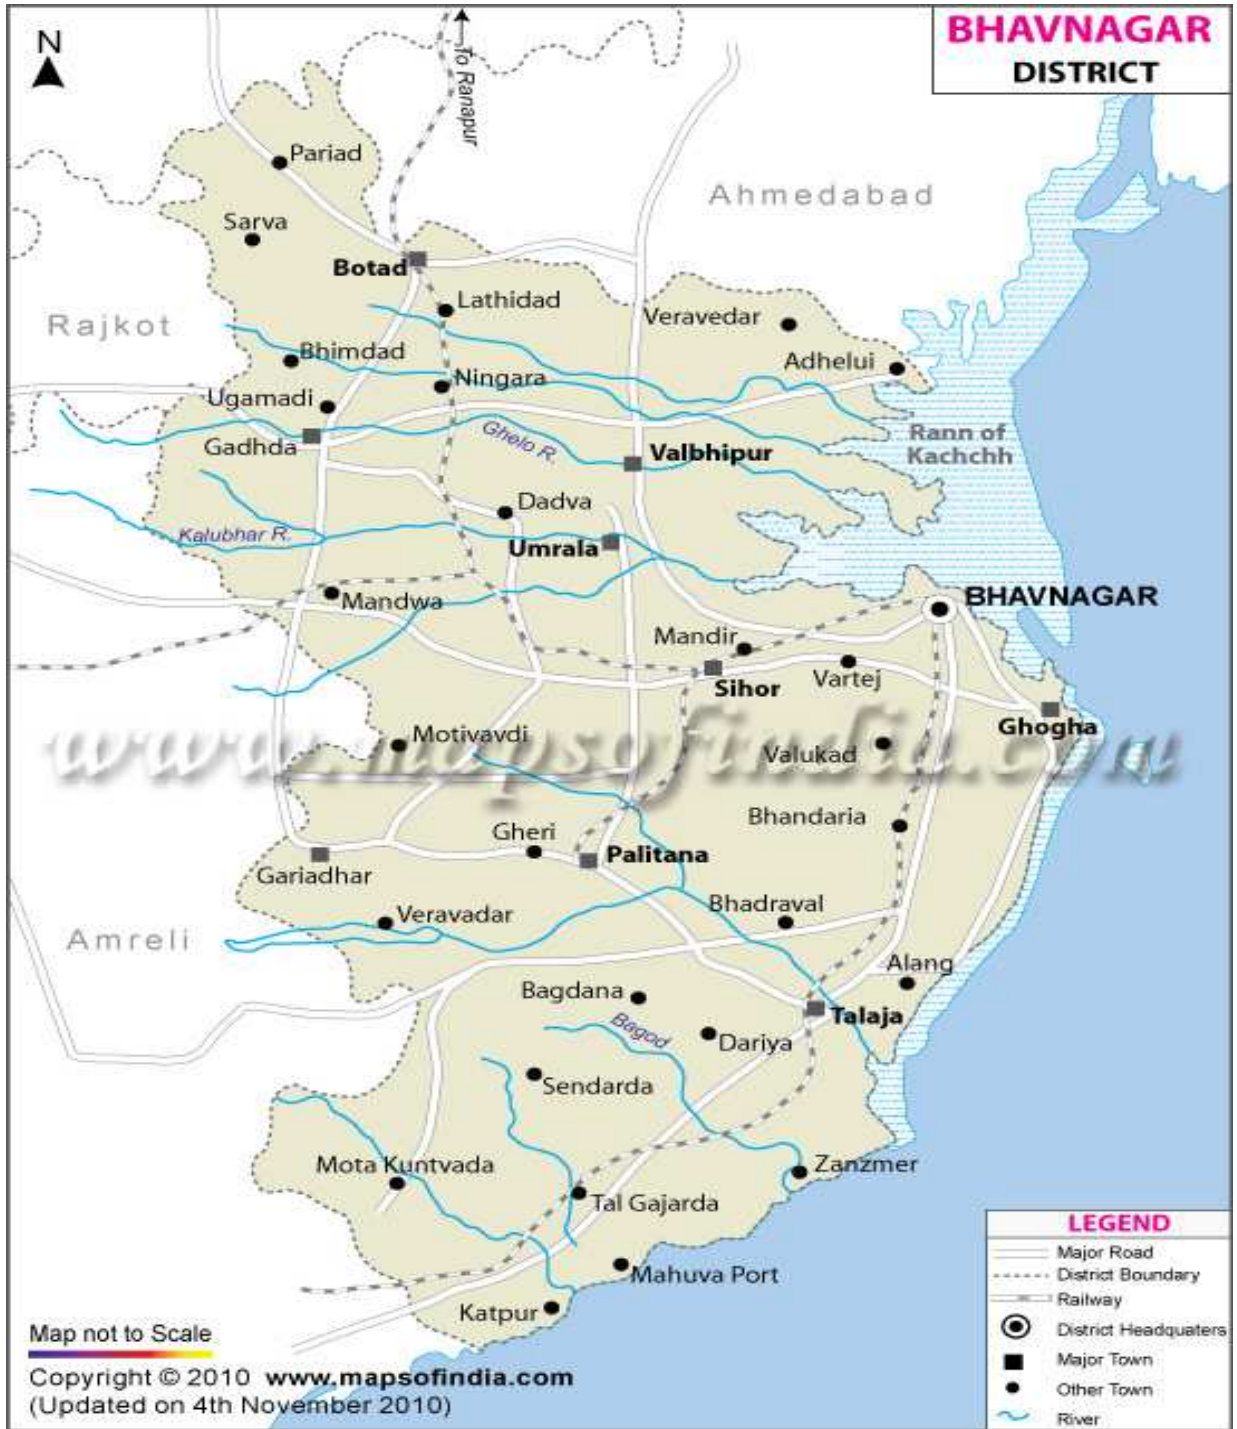 BHAVNAGAR
DISTRICT
N
To Ranapur
Pariad
Ahmedabad
Sarva
Botad
Lathidad
Veravedar
Rajkot
Bhimdad
Adhelui
Ningara
Ugamadi
Ghelo R.
Rann of
Kachchh
Gadhda
Valbhipur
Dadva
Kalubhar R.
Umrala
Mandwa
BHAVNAGAR
Mandir
Vartej
Sihor
Ghogha
Motivavdi
Valukad
www.mapsofindia.com
Bhandaria
Gheri
Palitana
Gariadhar
Veravadar
Bhadraval
Amreli
Alang
Bagdana
Talaja
Bagod
Dariya
Sendarda
Mota Kuntvada
Zanzmer
Tal Gajarda
Mahuva Port
Katpur
LEGEND
Major Road
District Boundary
Railway
District Headquaters
Major Town
Other Town
River
Map not to Scale
Copyright © 2010 www.mapsofindia.com
(Updated on 4th November 2010)